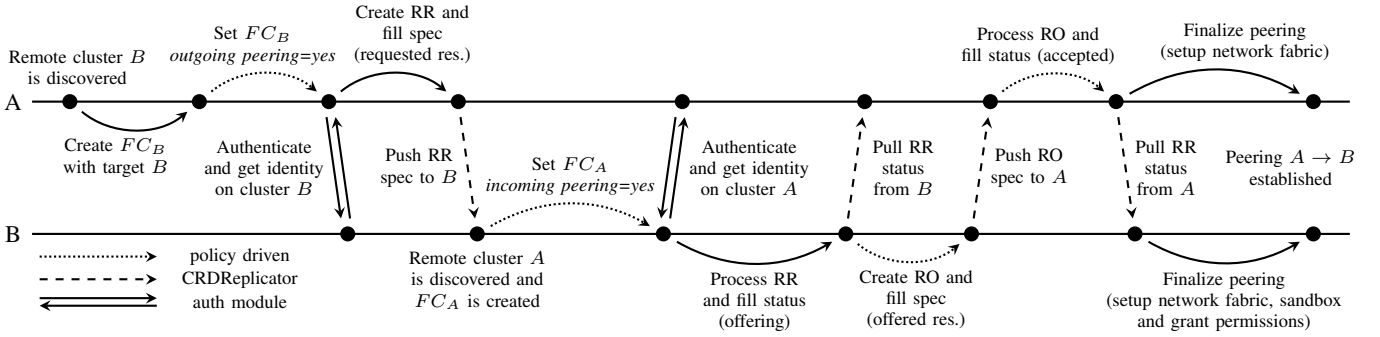 Remote cluster B
is discovered
Set FC_B
outgoing peering=yes
Create RR and
fill spec
(requested res.)
Process RO and
fill status (accepted)
Finalize peering
(setup network fabric)
A
Create FC_B
with target B
Authenticate
and get identity
on cluster B
Push RR
spec to B
Set FC_A
incoming peering=yes
Authenticate
and get identity
on cluster A
Pull RR
status
from B
Push RO
spec to A
Pull RR
status
from A
Peering A → B
established
B
policy driven
CRDReplicator
auth module
Remote cluster A
is discovered and
FC_A is created
Process RR
and fill status
(offering)
Create RO and
fill spec
(offered res.)
Finalize peering
(setup network fabric, sandbox
and grant permissions)